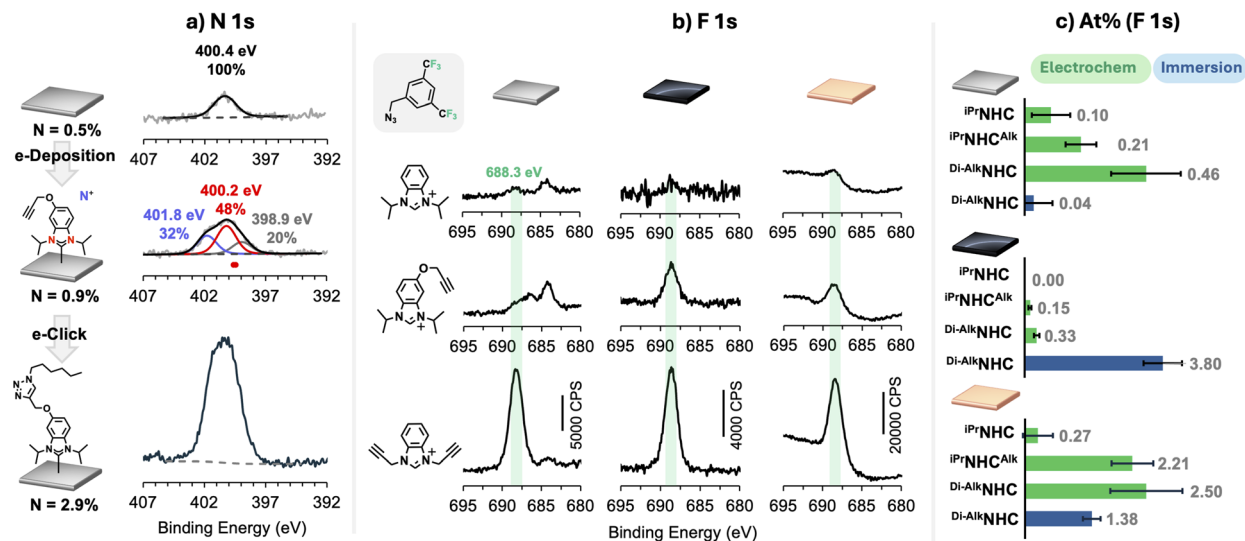 a) N 1s
400.4 eV
100%
N = 0.5%
407 402 397 392
e-Deposition
N⁺
O
N N
400.2 eV
48%
401.8 eV
32%
398.9 eV
20%
N = 0.9%
407 402 397 392
e-Click
N
N N
O
N N
N = 2.9%
407 402 397 392
Binding Energy (eV)
b) F 1s
CF₃
N₃
CF₃
N N +
688.3 eV
695 690 685 680
695 690 685 680
695 690 685 680
O
N N +
695 690 685 680
695 690 685 680
695 690 685 680
N N +
5000 CPS
4000 CPS
20000 CPS
695 690 685 680
695 690 685 680
695 690 685 680
Binding Energy (eV)
c) At% (F 1s)
Electrochem Immersion
iPrNHC 0.10
iPrNHCAlk 0.21
Di-AlkNHC 0.46
Di-AlkNHC 0.04
iPrNHC 0.00
iPrNHCAlk 0.15
Di-AlkNHC 0.33
Di-AlkNHC 3.80
iPrNHC 0.27
iPrNHCAlk 2.21
Di-AlkNHC 2.50
Di-AlkNHC 1.38